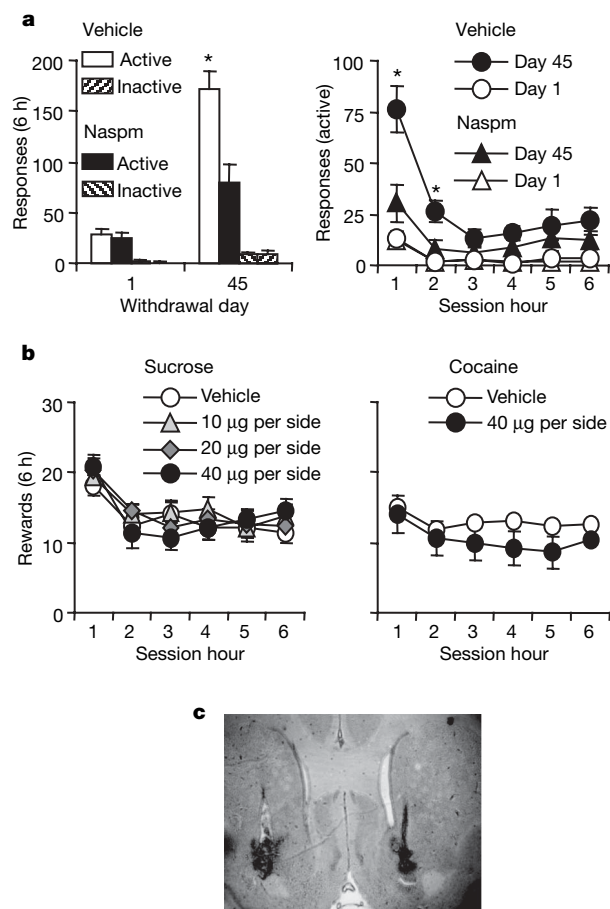 a
Vehicle
Active
Inactive
Naspm
Active
Inactive
Responses (6 h)
200
150
100
50
0
1
45
*
Withdrawal day
Vehicle
Day 45
Day 1
Naspm
Day 45
Day 1
Responses (active)
100
75
50
25
0
*
*
1 2 3 4 5 6
Session hour
b
Sucrose
Vehicle
10 µg per side
20 µg per side
40 µg per side
Rewards (6 h)
30
20
10
0
1 2 3 4 5 6
Session hour
Cocaine
Vehicle
40 µg per side
1 2 3 4 5 6
Session hour
c